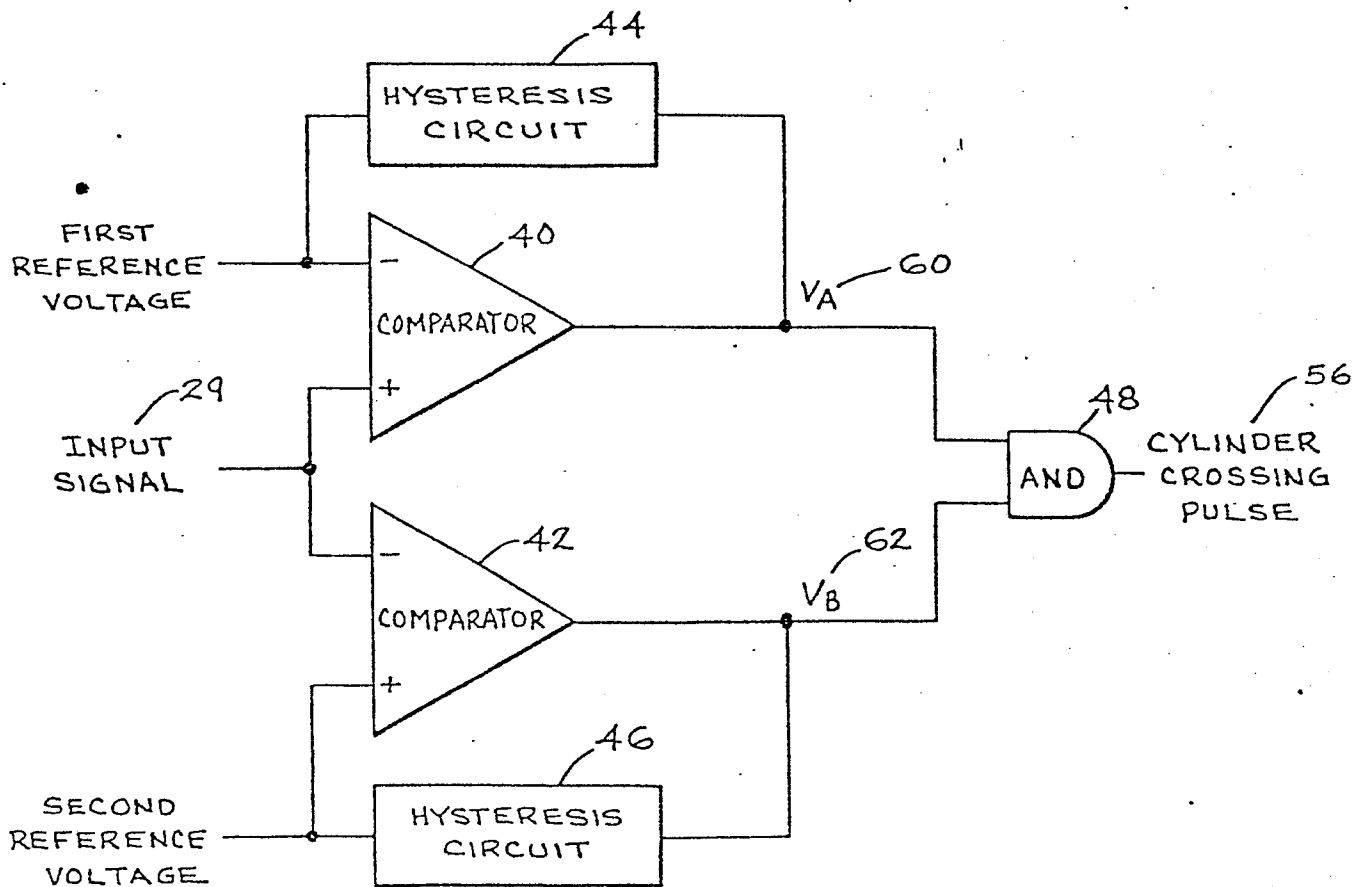 44
HYSTERESIS
CIRCUIT
FIRST
REFERENCE
VOLTAGE
-
40
COMPARATOR
+
VA
60
29
INPUT
SIGNAL
48
AND
56
CYLINDER
CROSSING
PULSE
-
42
COMPARATOR
+
VB
62
46
HYSTERESIS
CIRCUIT
SECOND
REFERENCE
VOLTAGE